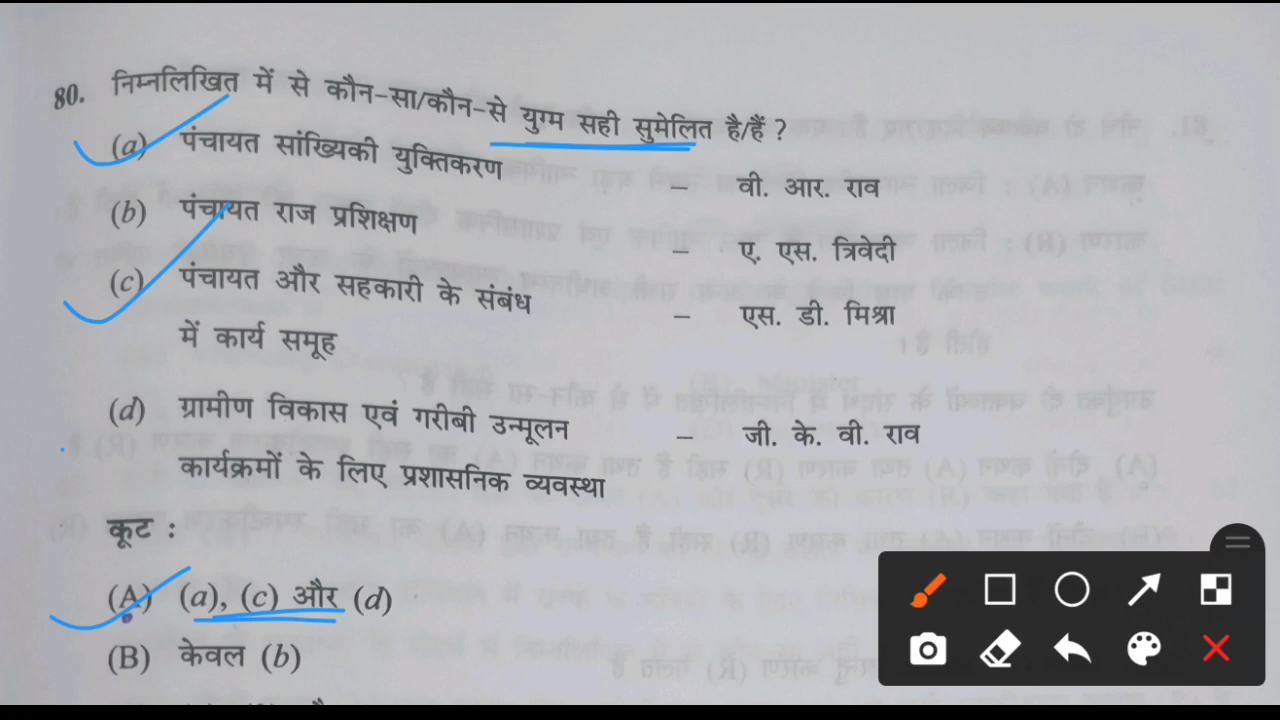 80. निम्नलिखित में से कौन-सा/कौन-से युग्म सही सुमेलित है/हैं ?
(a) पंचायत सांख्यिकी युक्तिकरण – वी. आर. राव
(b) पंचायत राज प्रशिक्षण – ए. एस. त्रिवेदी
(c) पंचायत और सहकारी के संबंध – एस. डी. मिश्रा
में कार्य समूह
(d) ग्रामीण विकास एवं गरीबी उन्मूलन – जी. के. वी. राव
कार्यक्रमों के लिए प्रशासनिक व्यवस्था
कूट :
(A) (a), (c) और (d)
(B) केवल (b)